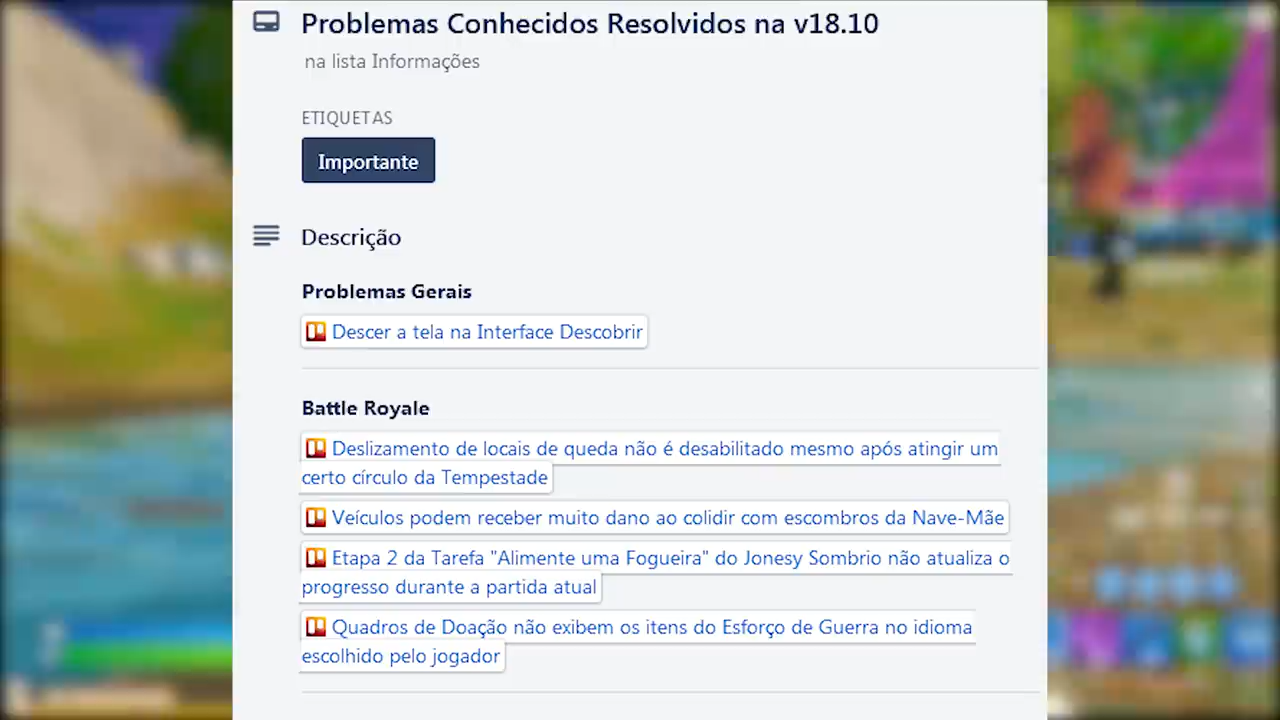 Problemas Conhecidos Resolvidos na v18.10
na lista Informações
ETIQUETAS
Importante
Descrição
Problemas Gerais
Descer a tela na Interface Descobrir
Battle Royale
Deslizamento de locais de queda não é desabilitado mesmo após atingir um
certo círculo da Tempestade
Veículos podem receber muito dano ao colidir com escombros da Nave-Mãe
Etapa 2 da Tarefa "Alimente uma Fogueira" do Jonesy Sombrio não atualiza o
progresso durante a partida atual
Quadros de Doação não exibem os itens do Esforço de Guerra no idioma
escolhido pelo jogador